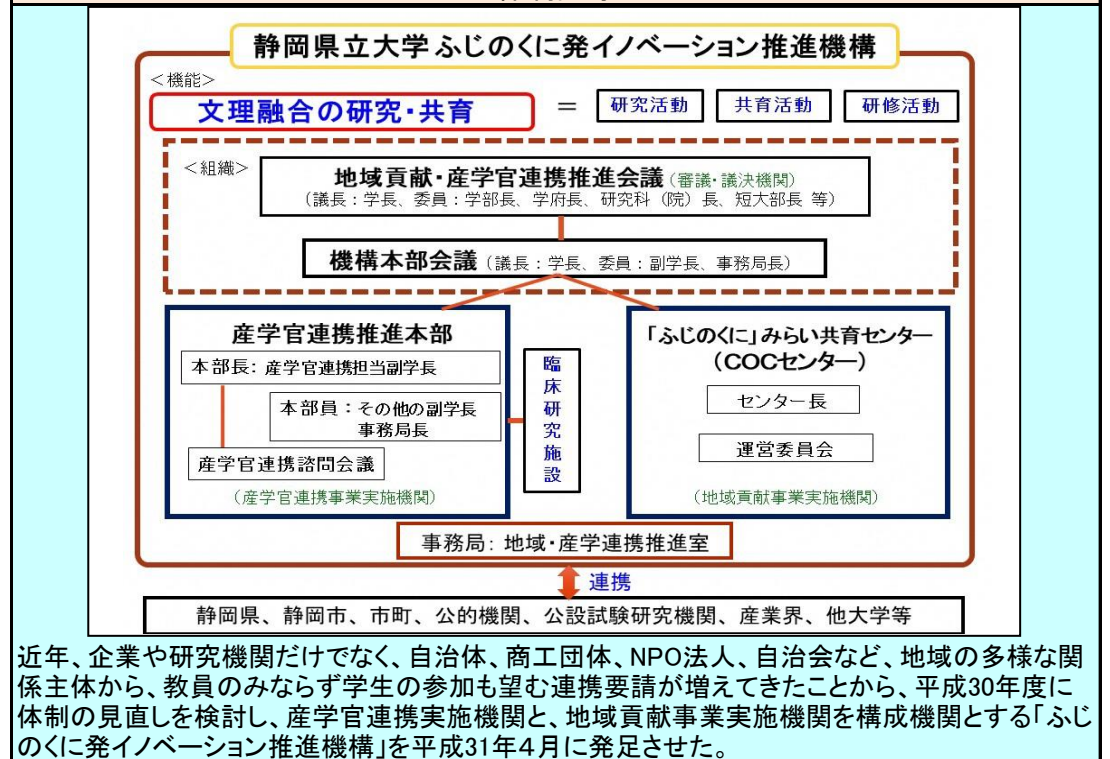 静岡県立大学 ふじのくに発イノベーション推進機構
＜機能＞
文理融合の研究・共育 ＝ 研究活動 共育活動 研修活動
＜組織＞
地域貢献・産学官連携推進会議（審議・議決機関）
（議長：学長、委員：学部長、学府長、研究科（院）長、短大部長 等）
機構本部会議（議長：学長、委員：副学長、事務局長）
産学官連携推進本部
本部長：産学官連携担当副学長
本部員：その他の副学長
事務局長
産学官連携諮問会議
（産学官連携事業実施機関）
臨床研究施設
「ふじのくに」みらい共育センター
（COCセンター）
センター長
運営委員会
（地域貢献事業実施機関）
事務局：地域・産学連携推進室
連携
静岡県、静岡市、市町、公的機関、公設試験研究機関、産業界、他大学等
近年、企業や研究機関だけでなく、自治体、商工団体、NPO法人、自治会など、地域の多様な関
係主体から、教員のみならず学生の参加も望む連携要請が増えてきたことから、平成30年度に
体制の見直しを検討し、産学官連携実施機関と、地域貢献事業実施機関を構成機関とする「ふじ
のくに発イノベーション推進機構」を平成31年４月に発足させた。